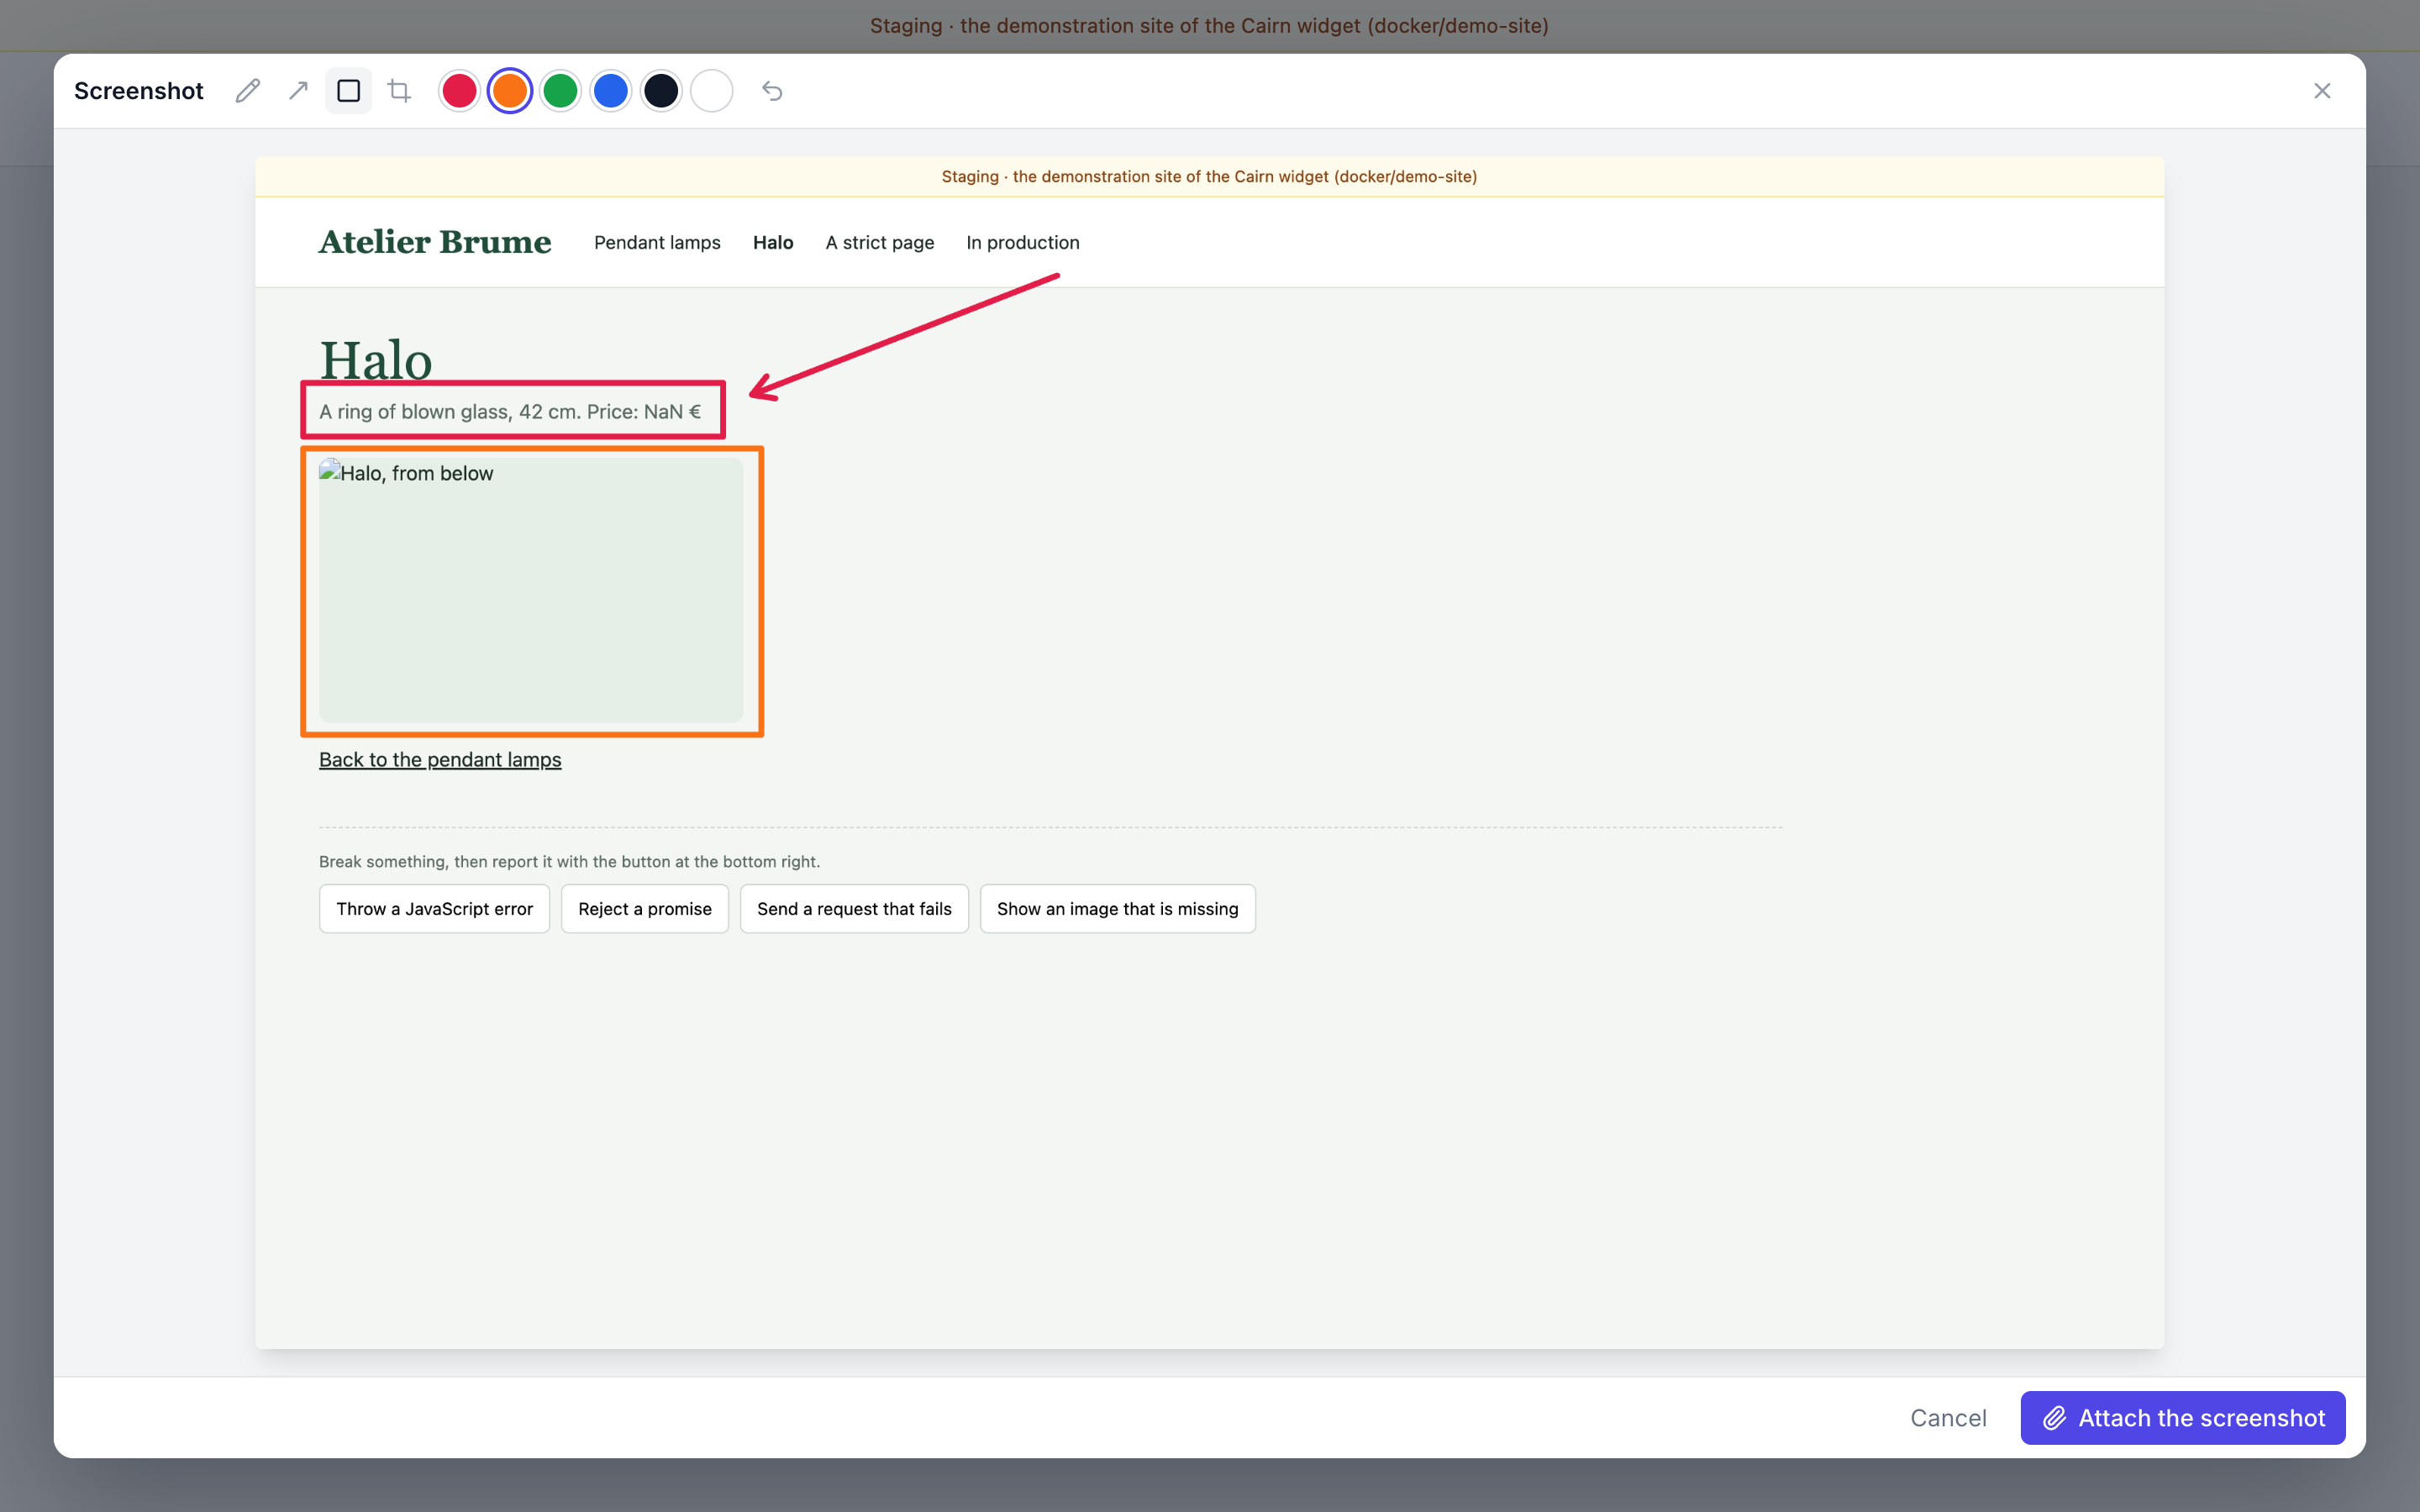 Staging · the demonstration site of the Cairn widget (docker/demo-site)
Screenshot
Staging · the demonstration site of the Cairn widget (docker/demo-site)
Atelier Brume Pendant lamps Halo A strict page In production
Halo
A ring of blown glass, 42 cm. Price: NaN €
Halo, from below
Back to the pendant lamps
Break something, then report it with the button at the bottom right.
Throw a JavaScript error Reject a promise Send a request that fails Show an image that is missing
Cancel Attach the screenshot